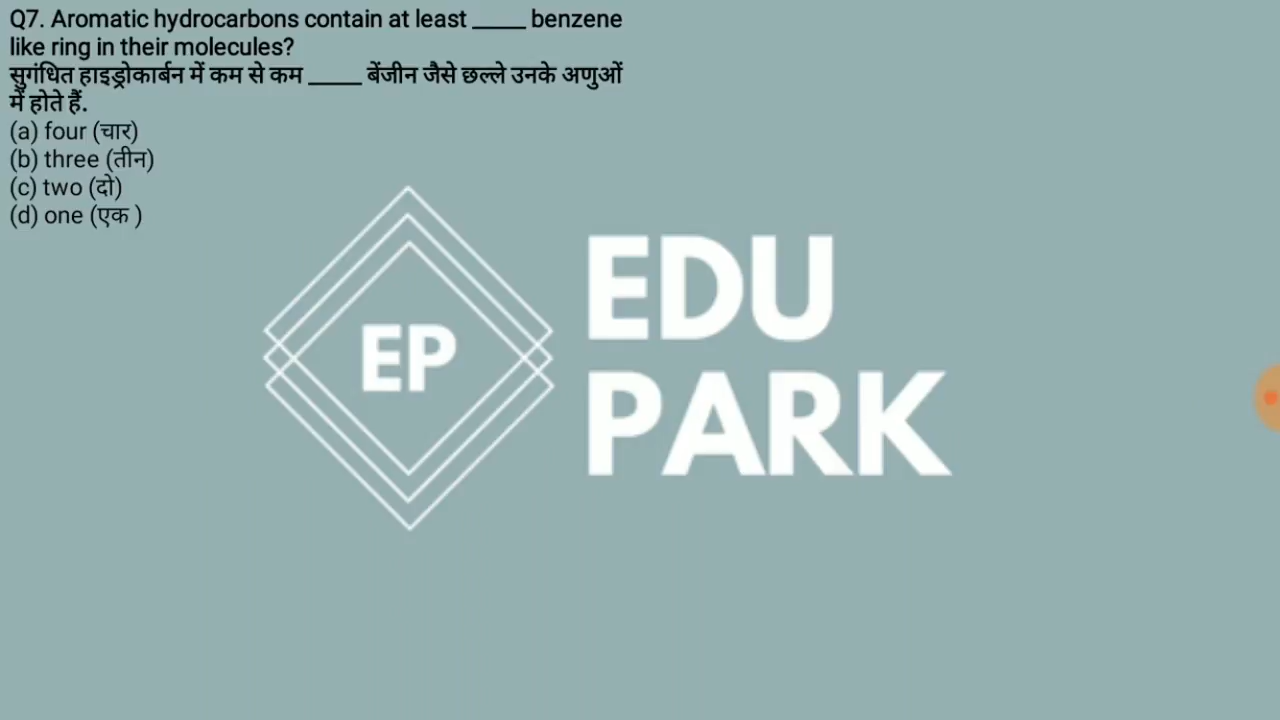 Q7. Aromatic hydrocarbons contain at least _____ benzene
like ring in their molecules?
सुगंधित हाइड्रोकार्बन में कम से कम _____ बेंजीन जैसे छल्ले उनके अणुओं
में होते हैं.
(a) four (चार)
(b) three (तीन)
(c) two (दो)
(d) one (एक )
EP
EDU
PARK